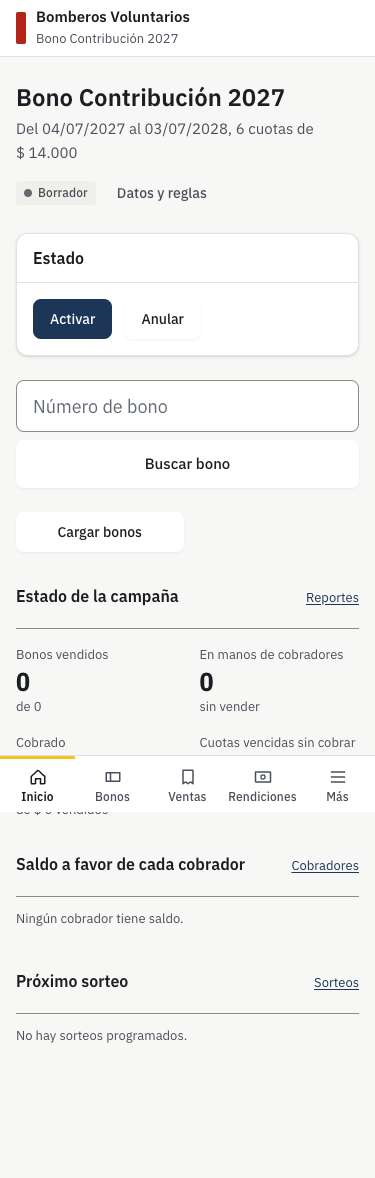 Bomberos Voluntarios
Bono Contribución 2027
Bono Contribución 2027
Del 04/07/2027 al 03/07/2028, 6 cuotas de
$ 14.000
Borrador
Datos y reglas
Estado
Activar
Anular
Número de bono
Buscar bono
Cargar bonos
Estado de la campaña
Reportes
Bonos vendidos
En manos de cobradores
0
0
de 0
sin vender
Cobrado
Cuotas vencidas sin cobrar
Inicio
Bonos
Ventas
Rendiciones
Más
Saldo a favor de cada cobrador
Cobradores
Ningún cobrador tiene saldo.
Próximo sorteo
Sorteos
No hay sorteos programados.